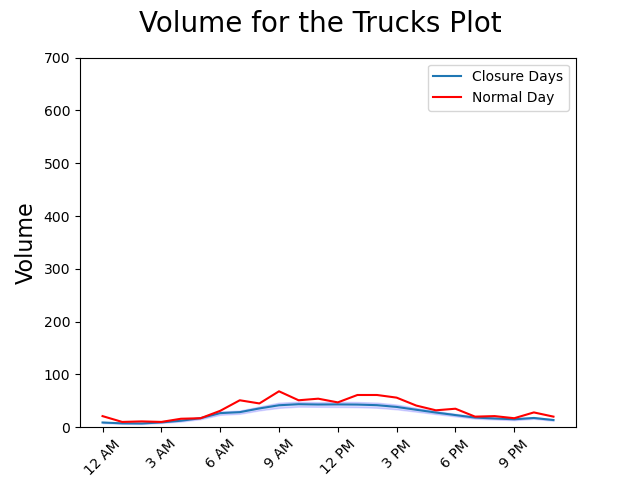 Volume for the Trucks Plot
Volume
700
600
500
400
300
200
100
0
Closure Days
Normal Day
12 AM
3 AM
6 AM
9 AM
12 PM
3 PM
6 PM
9 PM